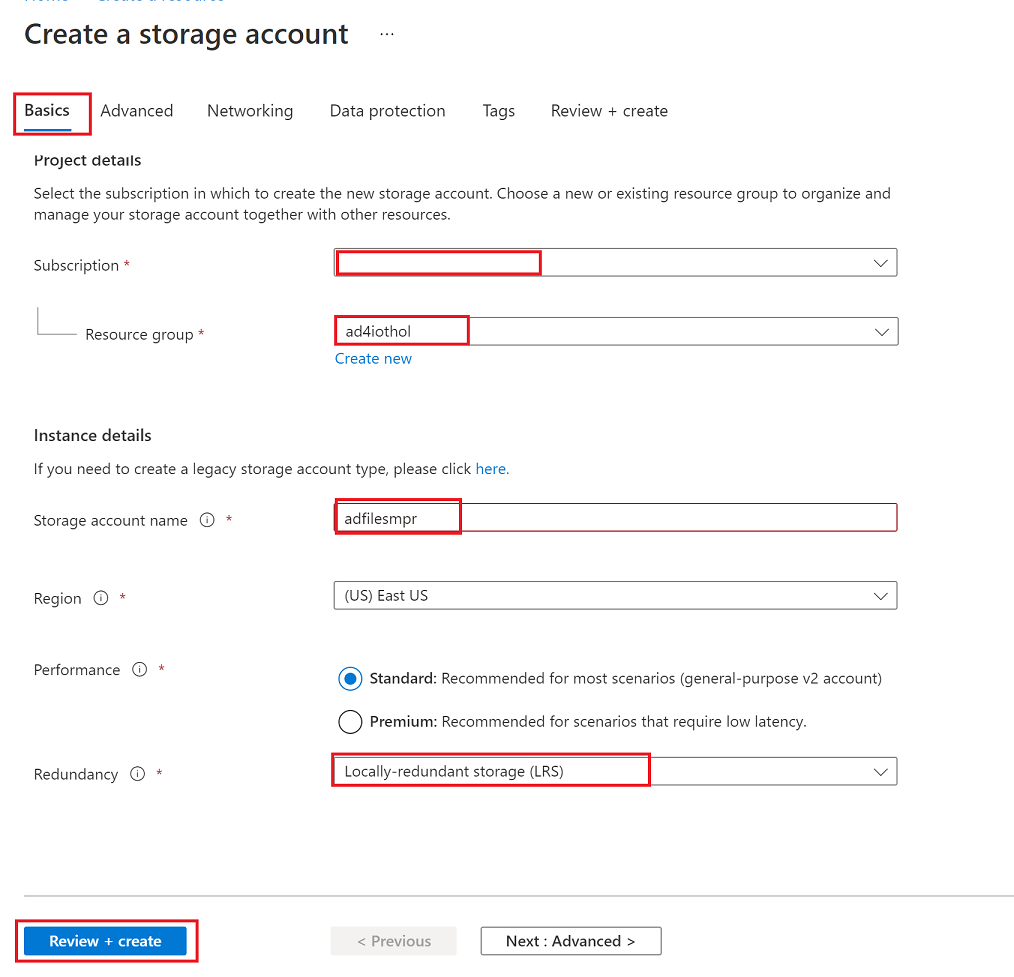 Create a storage account ...
Basics Advanced Networking Data protection Tags Review + create
Project details
Select the subscription in which to create the new storage account. Choose a new or existing resource group to organize and
manage your storage account together with other resources.
Subscription *
Resource group * ad4iothol
Create new
Instance details
If you need to create a legacy storage account type, please click here.
Storage account name * adfilesmpr
Region * (US) East US
Performance * Standard: Recommended for most scenarios (general-purpose v2 account)
Premium: Recommended for scenarios that require low latency.
Redundancy * Locally-redundant storage (LRS)
Review + create < Previous Next : Advanced >